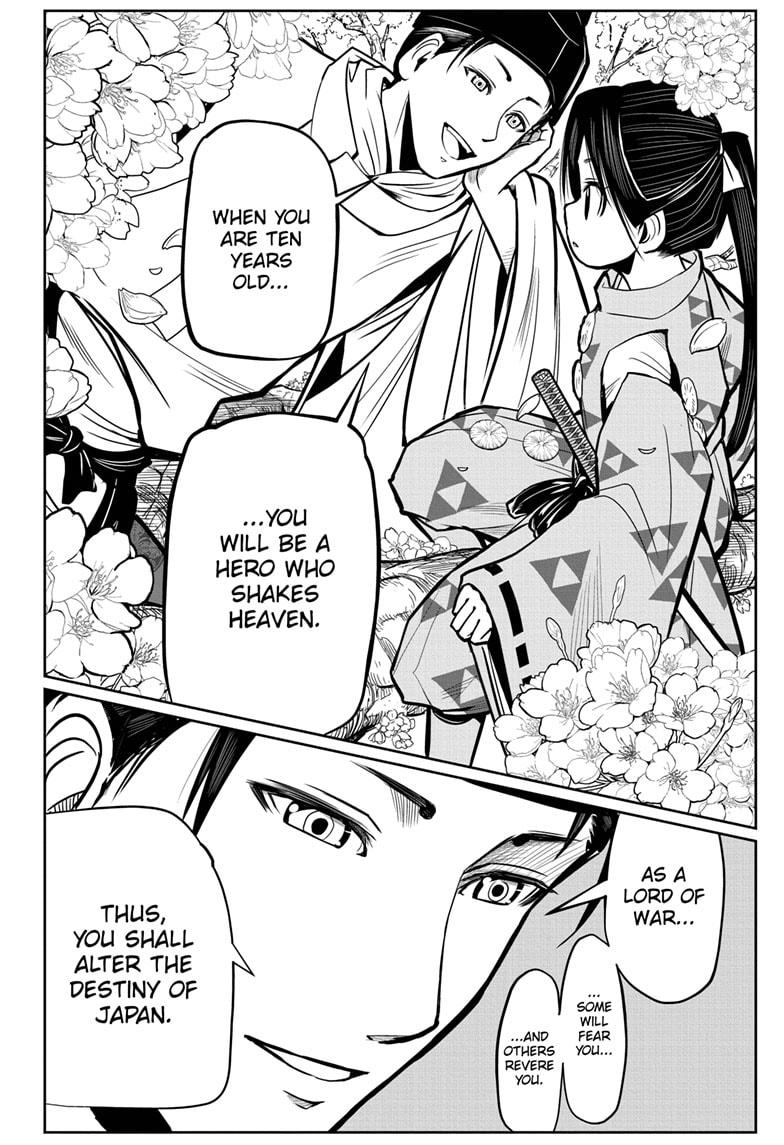 WHEN YOU
ARE TEN
YEARS
OLD...
...YOU
WILL BE A
HERO WHO
SHAKES
HEAVEN.
AS A
LORD OF
WAR...
...
SOME
WILL
FEAR
YOU...
...AND
OTHERS
REVERE
YOU.
THUS,
YOU SHALL
ALTER THE
DESTINY OF
JAPAN.